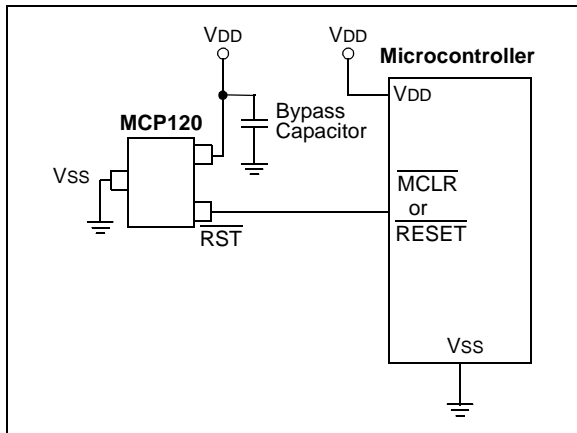 VDD
VDD
Microcontroller
VDD
Bypass
Capacitor
MCP120
VSS
MCLR
or
RESET
RST
VSS